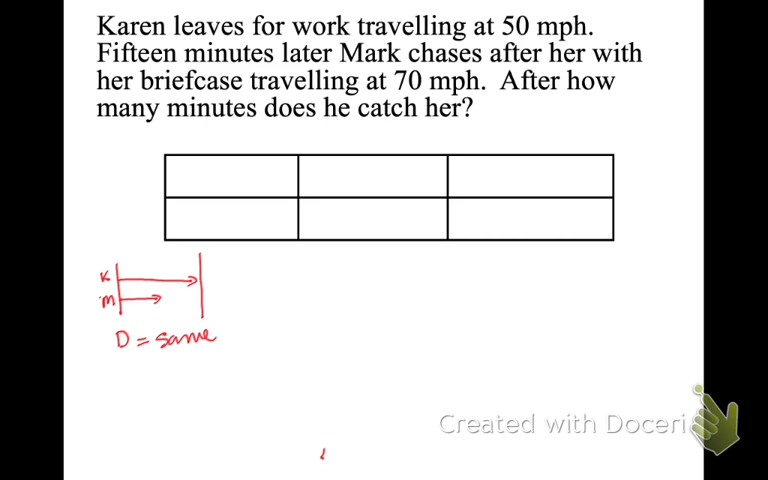 Karen leaves for work travelling at 50 mph.
Fifteen minutes later Mark chases after her with
her briefcase travelling at 70 mph.  After how
many minutes does he catch her?
K
m
D = same
Created with Doceri